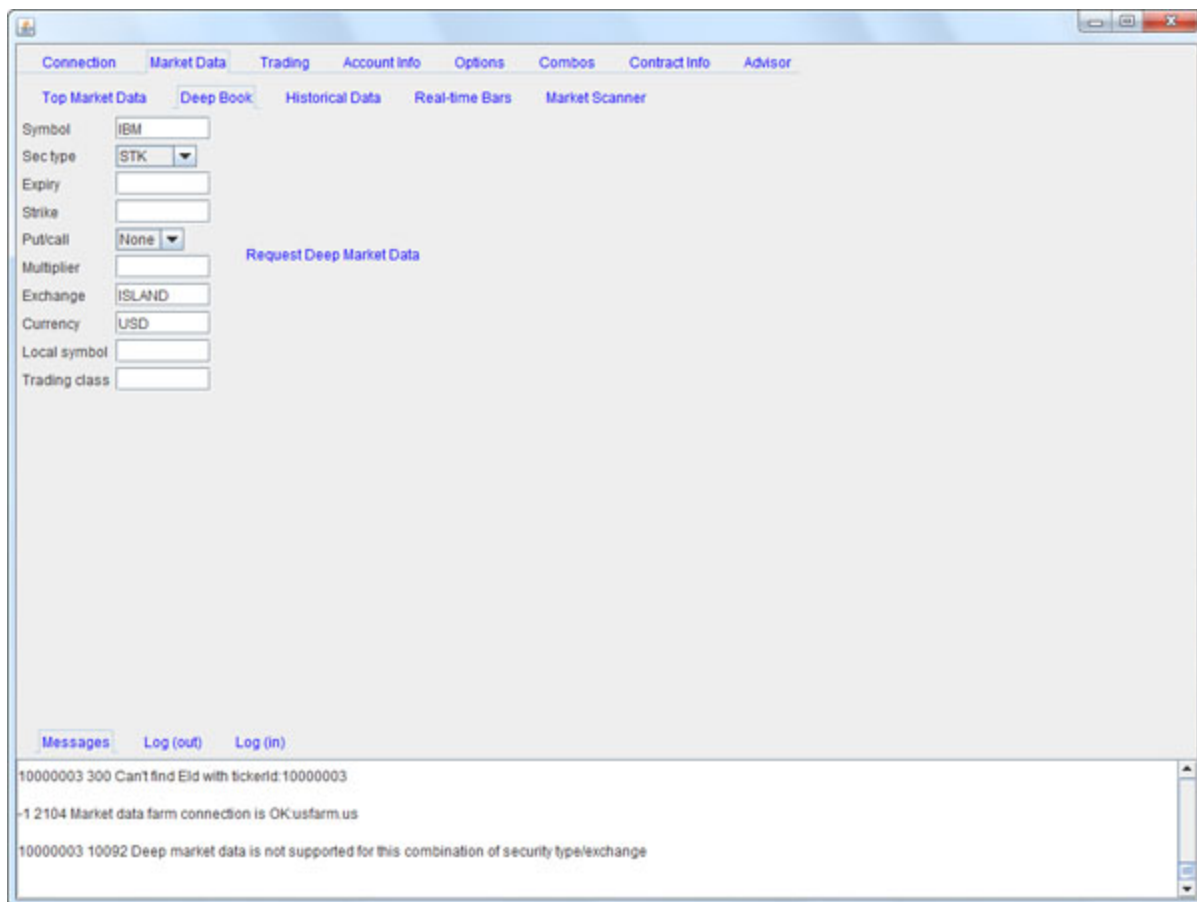 Connection Market Data Trading Account Info Options Combos Contract Info Advisor
Top Market Data Deep Book Historical Data Real-time Bars Market Scanner
Symbol IBM
Sec type STK
Expiry
Strike
Put/call None
Request Deep Market Data
Multiplier
Exchange ISLAND
Currency USD
Local symbol
Trading class
Messages Log (out) Log (in)
10000003 300 Can't find EId with tickerId:10000003
-1 2104 Market data farm connection is OK:usfarm.us
10000003 10092 Deep market data is not supported for this combination of security type/exchange